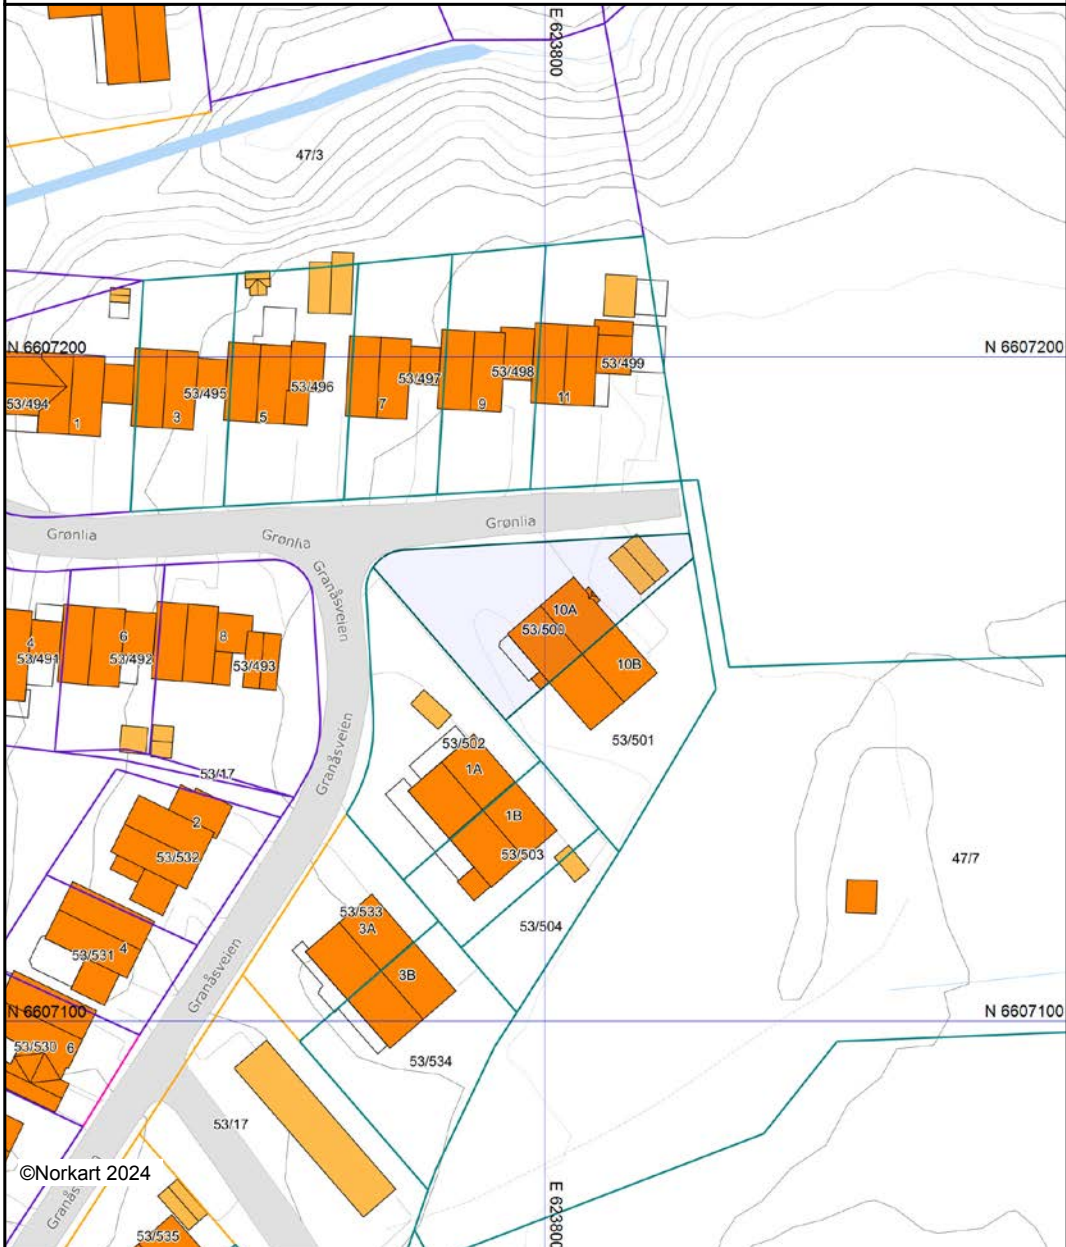 E 623800
47/3
N 6607200
N 6607200
53/494
1
3
53/495
5
53/496
7
53/497
9
53/498
11
53/499
Grønlia
Grønlia
Grønlia
Granåsveien
4
53/491
6
53/492
8
53/493
10A
53/500
10B
53/501
53/502
1A
1B
53/503
Granåsveien
53/17
2
53/532
47/7
53/504
53/533
3A
3B
53/531
4
Granåsveien
N 6607100
N 6607100
53/530
6
53/534
53/17
©Norkart 2024
E 623800
53/535